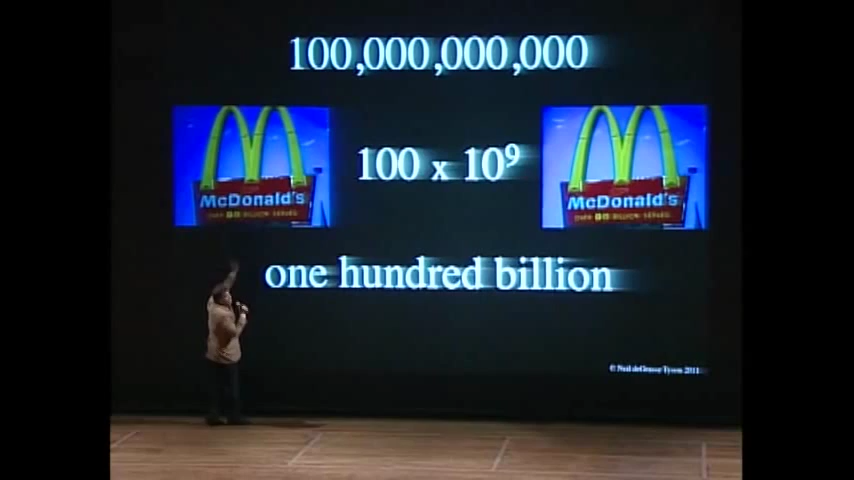 100,000,000,000
McDonald's
100 x 10⁹
McDonald's
one hundred billion
© Neil deGrasse Tyson 2011